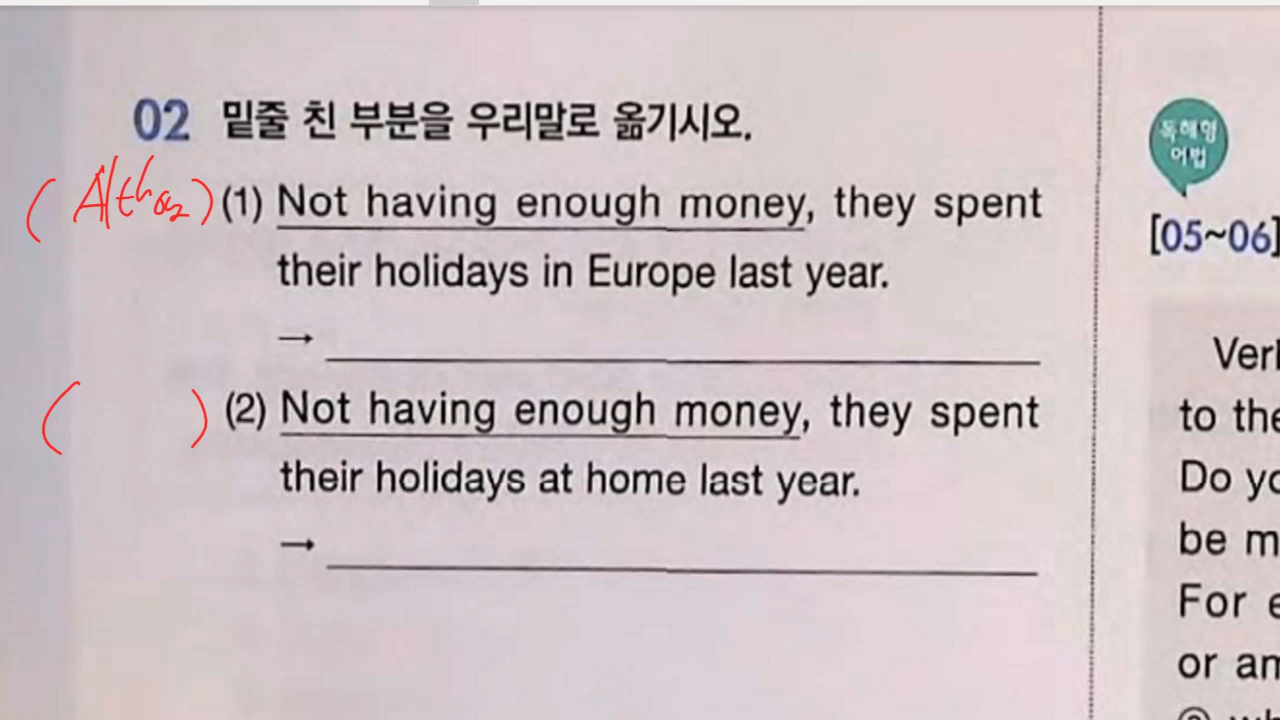 02 밑줄 친 부분을 우리말로 옮기시오.
(1) Not having enough money, they spent
their holidays in Europe last year.
→
( ) (2) Not having enough money, they spent
their holidays at home last year.
→
독해형
어법
[05~06]
to the
Do yo
be m
For e
or an